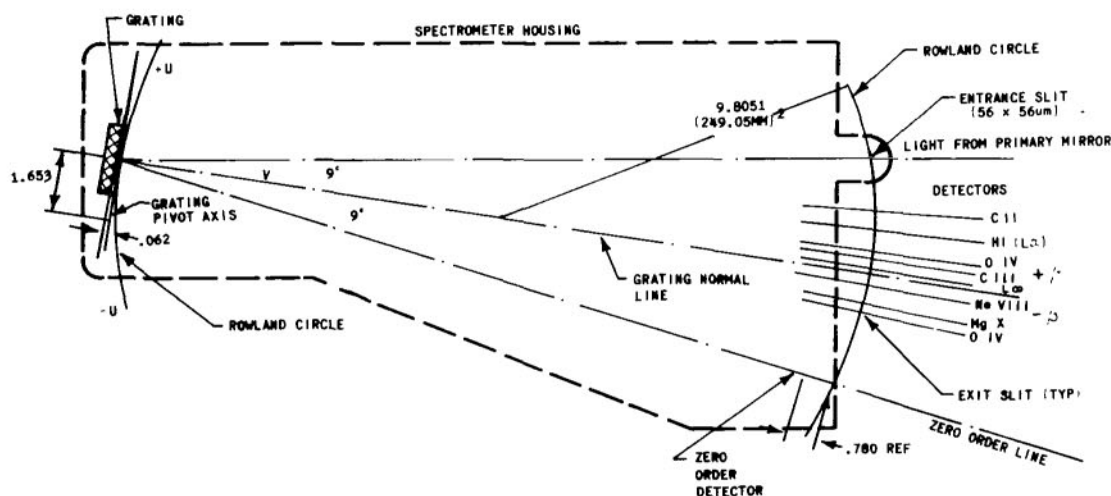 GRATING
SPECTROMETER HOUSING
+U
ROWLAND CIRCLE
9.8051
(249.05MM) 2
ENTRANCE SLIT
(56 x 56um)
LIGHT FROM PRIMARY MIRROR
1.653
γ
9°
9°
DETECTORS
GRATING
PIVOT AXIS
.062
C II
HI (Lα)
O IV
C III
L∞
+β
Ne VIII
-β
Mg X
O IV
GRATING NORMAL
LINE
-U
ROWLAND CIRCLE
EXIT SLIT (TYP)
ZERO ORDER LINE
.780 REF
ZERO
ORDER
DETECTOR